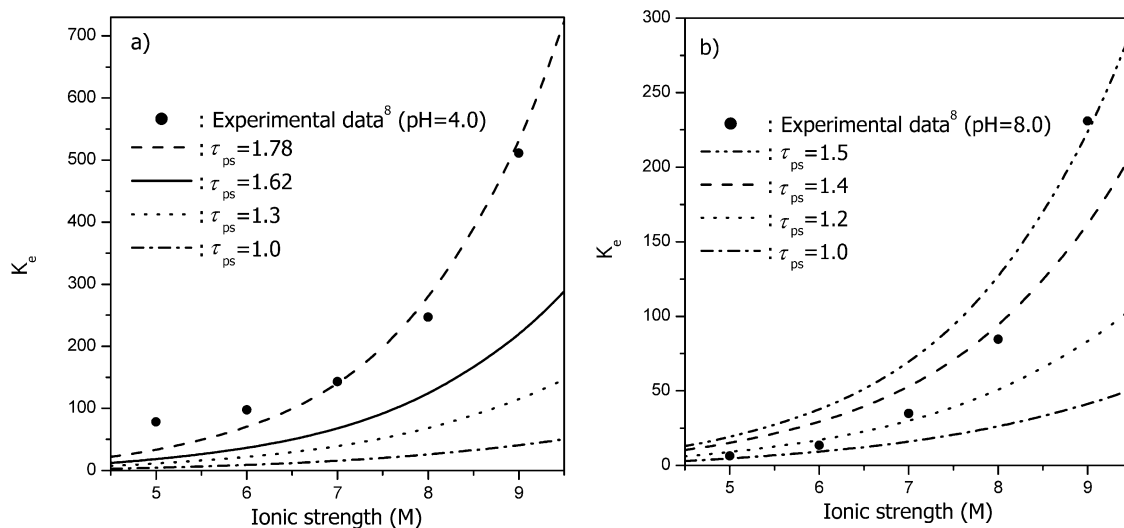 a)
700
600
500
400
300
200
100
0
K_e
● : Experimental data^8 (pH=4.0)
: τ_ps=1.78
: τ_ps=1.62
: τ_ps=1.3
: τ_ps=1.0
5 6 7 8 9
Ionic strength (M)
b)
300
250
200
150
100
50
0
K_e
● : Experimental data^8 (pH=8.0)
: τ_ps=1.5
: τ_ps=1.4
: τ_ps=1.2
: τ_ps=1.0
5 6 7 8 9
Ionic strength (M)